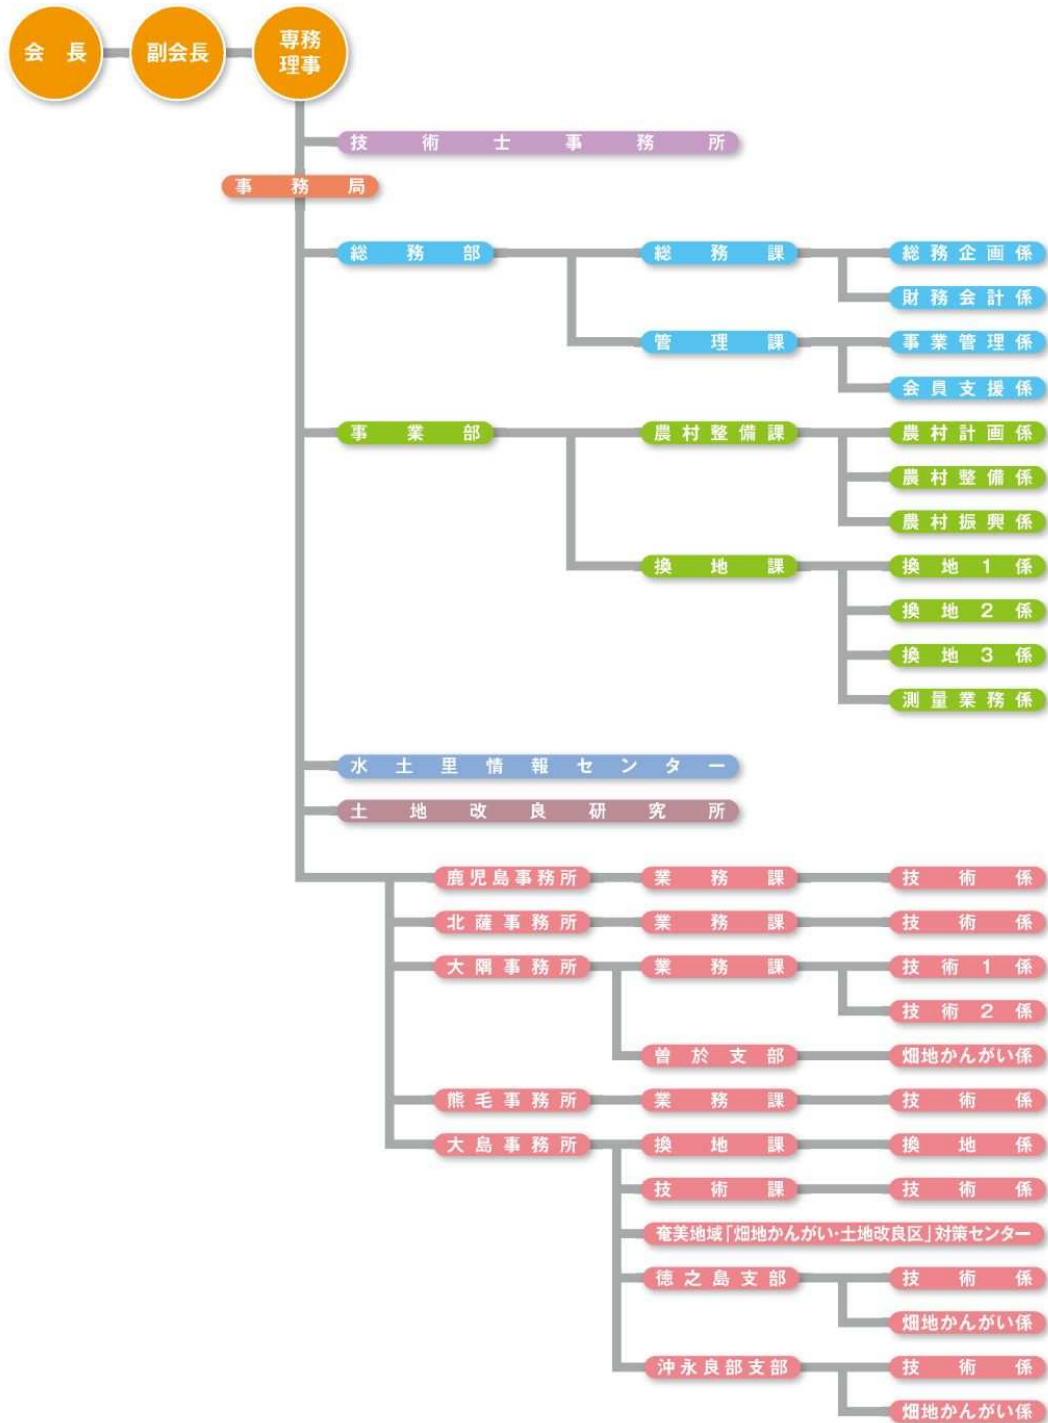 会長
副会長
専務
理事
技術士事務所
事務局
総務部
総務課
総務企画係
財務会計係
管理課
事業管理係
会員支援係
事業部
農村整備課
農村計画係
農村整備係
農村振興係
換地課
換地1係
換地2係
換地3係
測量業務係
水土里情報センター
土地改良研究所
鹿児島事務所
業務課
技術係
北薩事務所
業務課
技術係
大隅事務所
業務課
技術1係
技術2係
曽於支部
畑地かんがい係
熊毛事務所
業務課
技術係
大島事務所
換地課
換地係
技術課
技術係
奄美地域「畑地かんがい・土地改良区」対策センター
徳之島支部
技術係
畑地かんがい係
沖永良部支部
技術係
畑地かんがい係